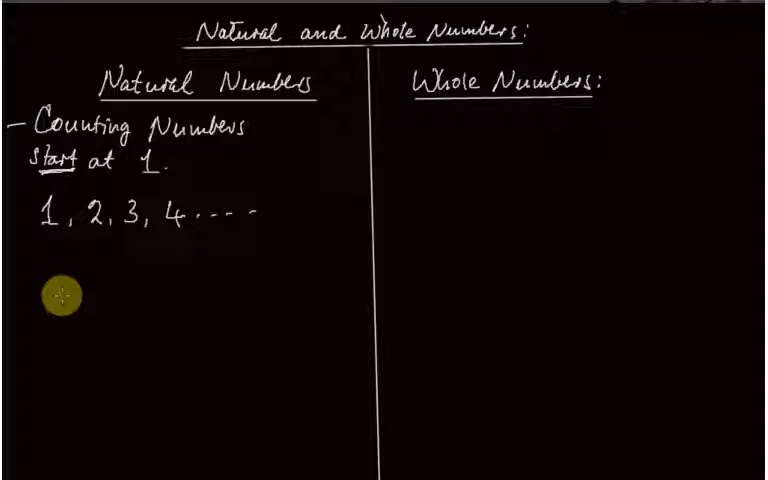 Natural and Whole Numbers:
Natural Numbers
— Counting Numbers
start at 1.
1, 2, 3, 4.....
Whole Numbers: